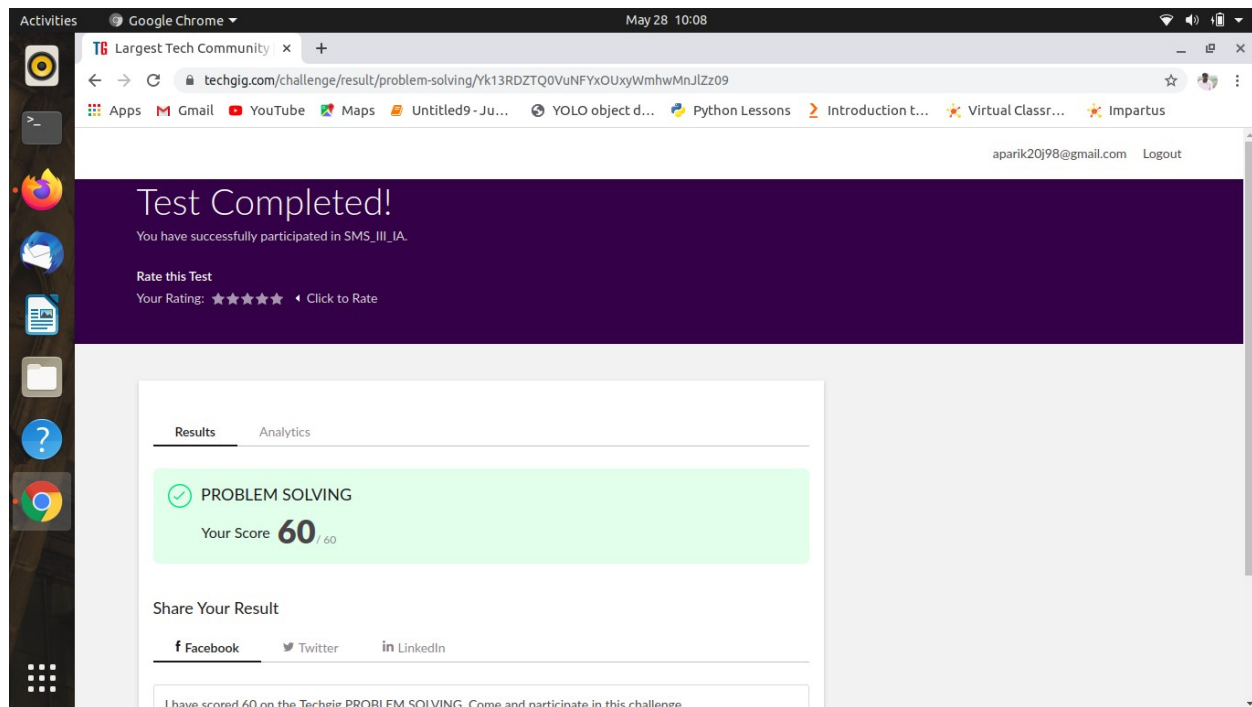 Activities Google Chrome May 28 10:08
TG Largest Tech Community
techgig.com/challenge/result/problem-solving/Yk13RDZTQ0VuNFYxOUxyWmhwMnJlZz09
Apps Gmail YouTube Maps Untitled9 - Ju... YOLO object d... Python Lessons Introduction t... Virtual Classr... Impartus
aparik20j98@gmail.com Logout
Test Completed!
You have successfully participated in SMS_III_IA.
Rate this Test
Your Rating: Click to Rate
Results Analytics
PROBLEM SOLVING
Your Score 60 / 60
Share Your Result
f Facebook Twitter in LinkedIn
I have scored 60 on the Techgig PROBLEM SOLVING. Come and participate in this challenge